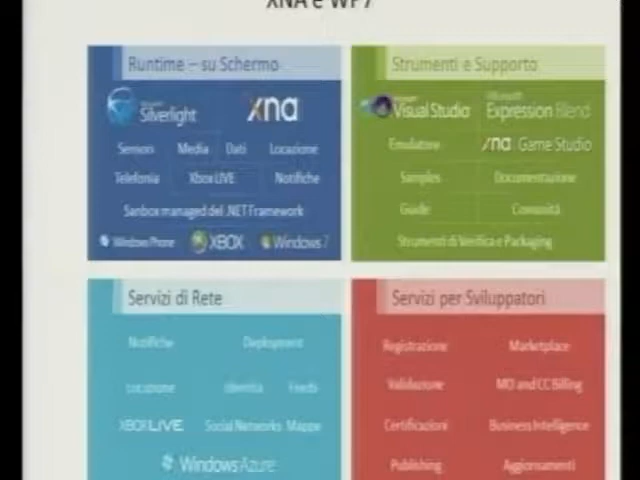 XNA e WP7
Runtime – su Schermo
Microsoft Silverlight xna
Sensori Media Dati Locazione
Telefonia Xbox LIVE Notifiche
Sanbox managed del .NET Framework
Windows Phone XBOX Windows 7
Strumenti e Supporto
Microsoft Visual Studio Microsoft Expression Blend
Emulatore xna Game Studio
Samples Documentazione
Guide Comunità
Strumenti di Verifica e Packaging
Servizi di Rete
Notifiche Deployment
Locazione Identità Feeds
XBOX LIVE Social Networks Mappe
Windows Azure
Servizi per Sviluppatori
Registrazione Marketplace
Validazione MO and CC Billing
Certificazioni Business Intelligence
Publishing Aggiornamenti